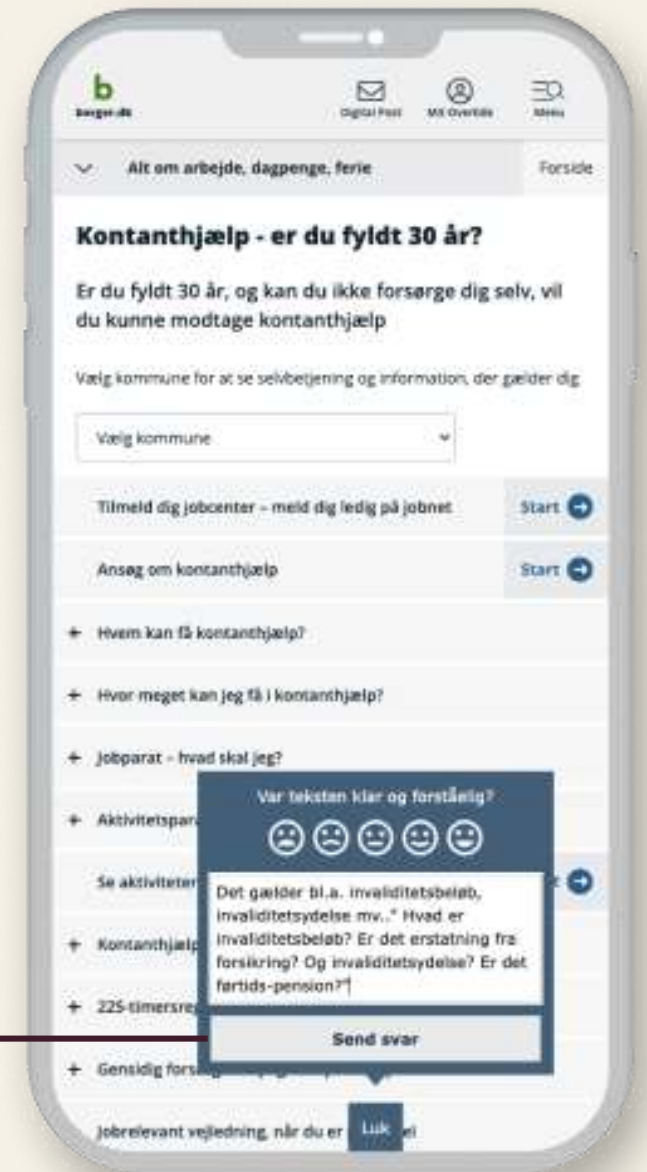 b
borger.dk
Digital Post
Mit Overblik
Menu
Alt om arbejde, dagpenge, ferie
Forside
Kontanthjælp - er du fyldt 30 år?
Er du fyldt 30 år, og kan du ikke forsørge dig selv, vil
du kunne modtage kontanthjælp
Vælg kommune for at se selvbetjening og information, der gælder dig
Vælg kommune
Tilmeld dig jobcenter – meld dig ledig på jobnet
Start
Ansøg om kontanthjælp
Start
+ Hvem kan få kontanthjælp?
+ Hvor meget kan jeg få i kontanthjælp?
+ Jobparat – hvad skal jeg?
+ Aktivitetspar
Se aktiviteter
+ Kontanthjælp
+ 225-timersre
+ Gensidig fors
Jobrelevant vejledning, når du er
Var teksten klar og forståelig?
Det gælder bl.a. invaliditetsbeløb,
invaliditetsydelse mv.." Hvad er
invaliditetsbeløb? Er det erstatning fra
forsikring? Og invaliditetsydelse? Er det
førtids-pension?"
Send svar
Luk